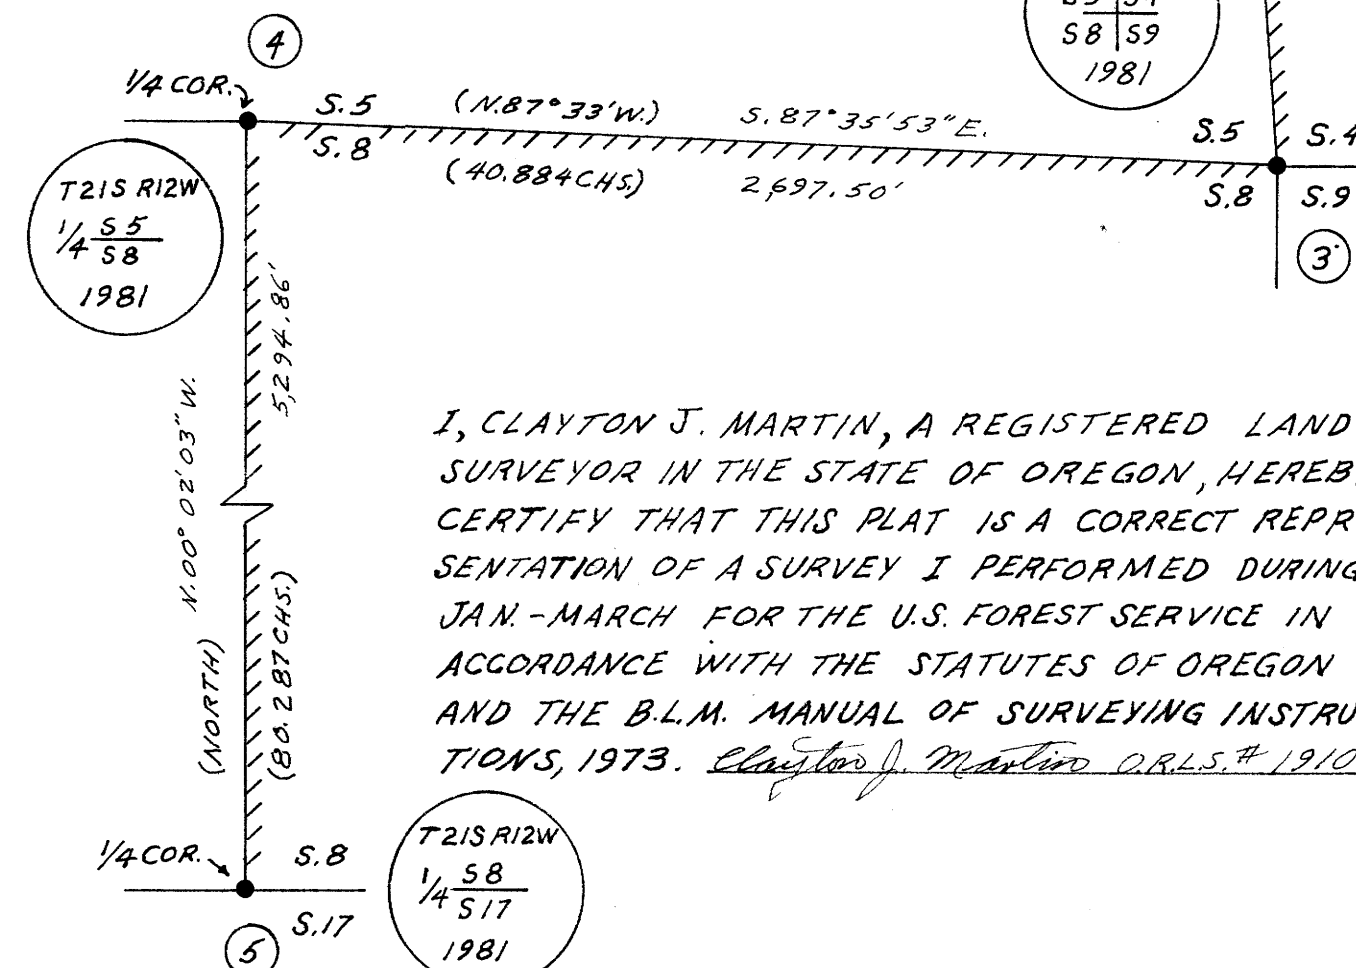 4
S8 S9
1981
1/4 COR.
S.5 (N.87°33'W.) S.87°35'53"E. S.5 S.4
S.8 (40.884CHS.) 2,697.50' S.8 S.9
3
T21S R12W
1/4 S5
S8
1981
5,294.86'
N.00°02'03"W.
(NORTH)
(80.287CHS.)
I, CLAYTON J. MARTIN, A REGISTERED LAND
SURVEYOR IN THE STATE OF OREGON, HEREB
CERTIFY THAT THIS PLAT IS A CORRECT REPR
SENTATION OF A SURVEY I PERFORMED DURING
JAN.-MARCH FOR THE U.S. FOREST SERVICE IN
ACCORDANCE WITH THE STATUTES OF OREGON
AND THE B.L.M. MANUAL OF SURVEYING INSTRU
TIONS, 1973. Clayton J. Martin O.R.L.S.# 1910
1/4 COR. S.8
S.17
5
T21S R12W
1/4 S8
S17
1981